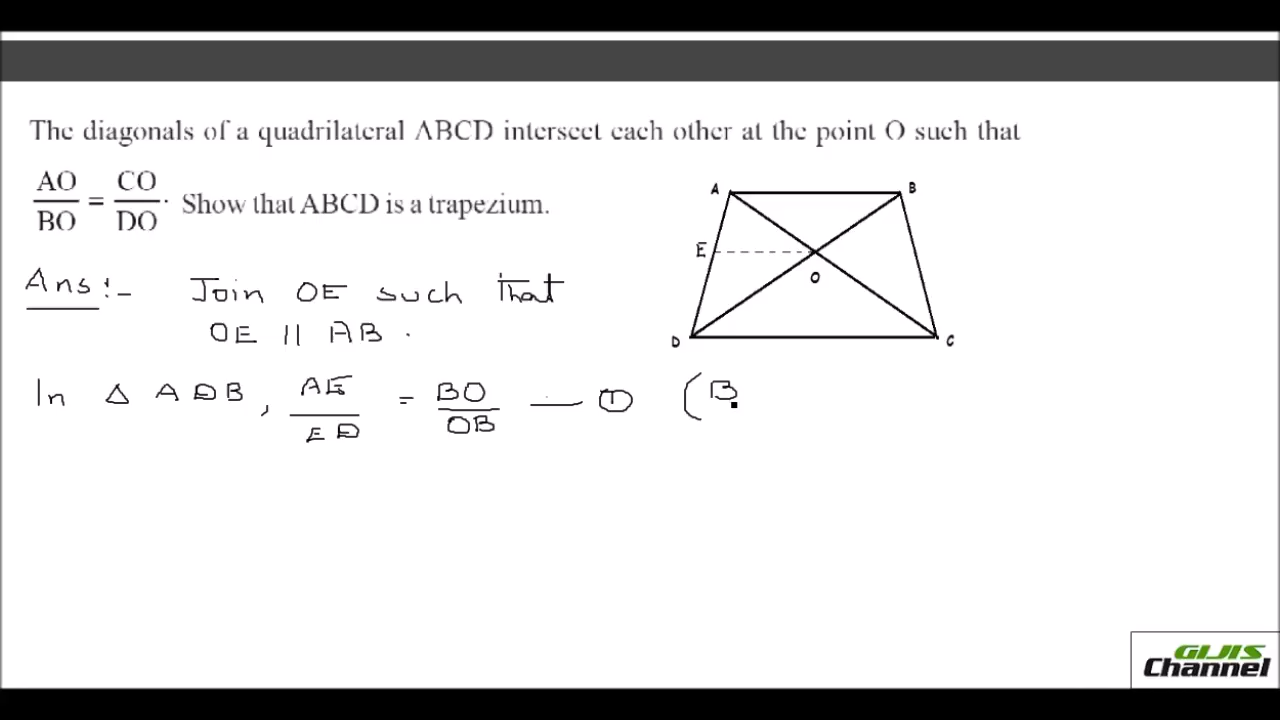 The diagonals of a quadrilateral ABCD intersect each other at the point O such that
AO/BO = CO/DO. Show that ABCD is a trapezium.
A B
E
O
D C
Ans:- Join OE such that
OE || AB.
In △ ADB, AE/ED = BO/OB — ① (B
GIJIS
Channel